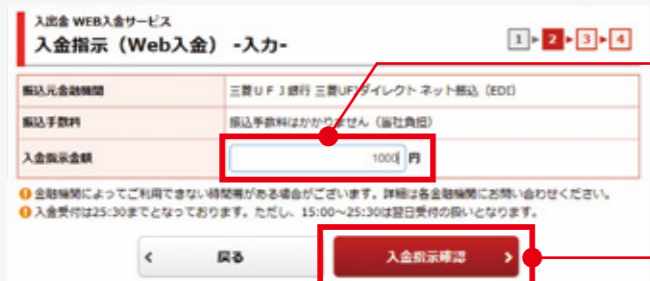 入出金 WEB入金サービス
入金指示（Web入金） -入力-
1 2 3 4
振込元金融機関 三菱ＵＦＪ銀行 三菱UFJダイレクト ネット振込（EDI）
振込手数料 振込手数料はかかりません（当社負担）
入金指示金額 1000 円
金融機関によってご利用できない時間帯がある場合がございます。詳細は各金融機関にお問い合わせください。
入金受付は25:30までとなっております。ただし、15:00～25:30は翌日受付の扱いとなります。
< 戻る 入金指示確認 >